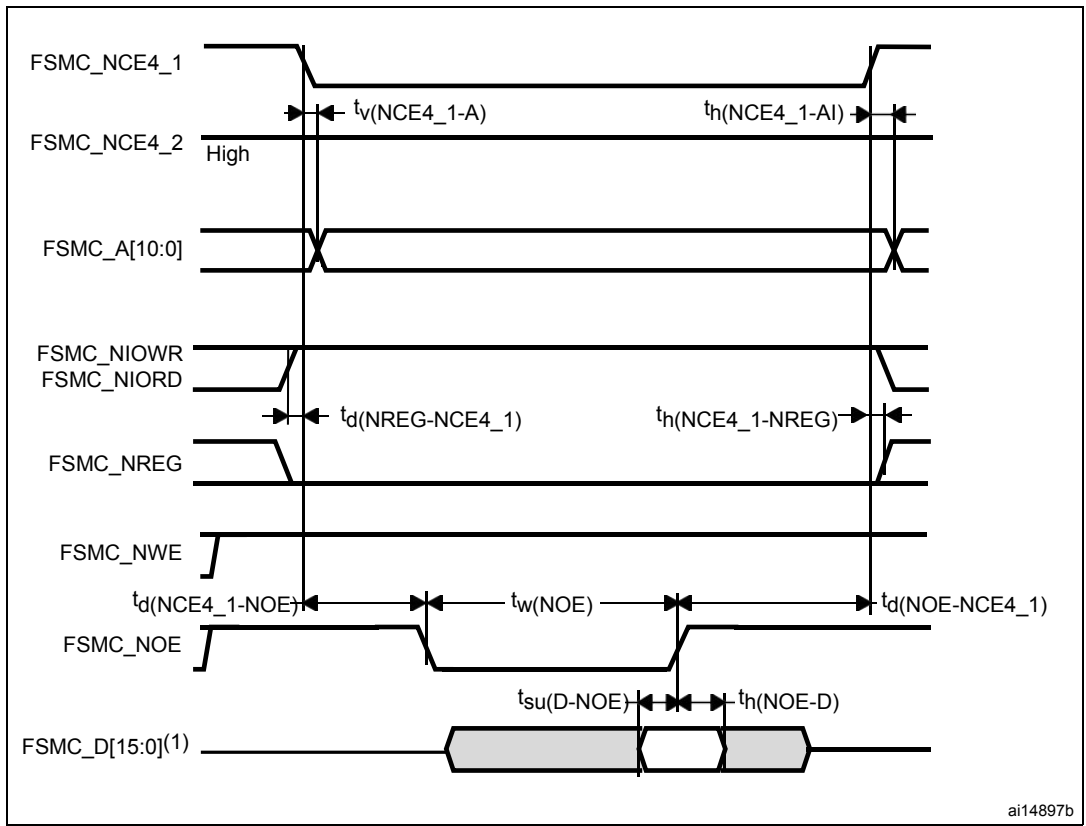 FSMC_NCE4_1
tv(NCE4_1-A)
th(NCE4_1-AI)
FSMC_NCE4_2
High
FSMC_A[10:0]
FSMC_NIOWR
FSMC_NIORD
td(NREG-NCE4_1)
th(NCE4_1-NREG)
FSMC_NREG
FSMC_NWE
td(NCE4_1-NOE)
tw(NOE)
td(NOE-NCE4_1)
FSMC_NOE
tsu(D-NOE)
th(NOE-D)
FSMC_D[15:0](1)
ai14897b